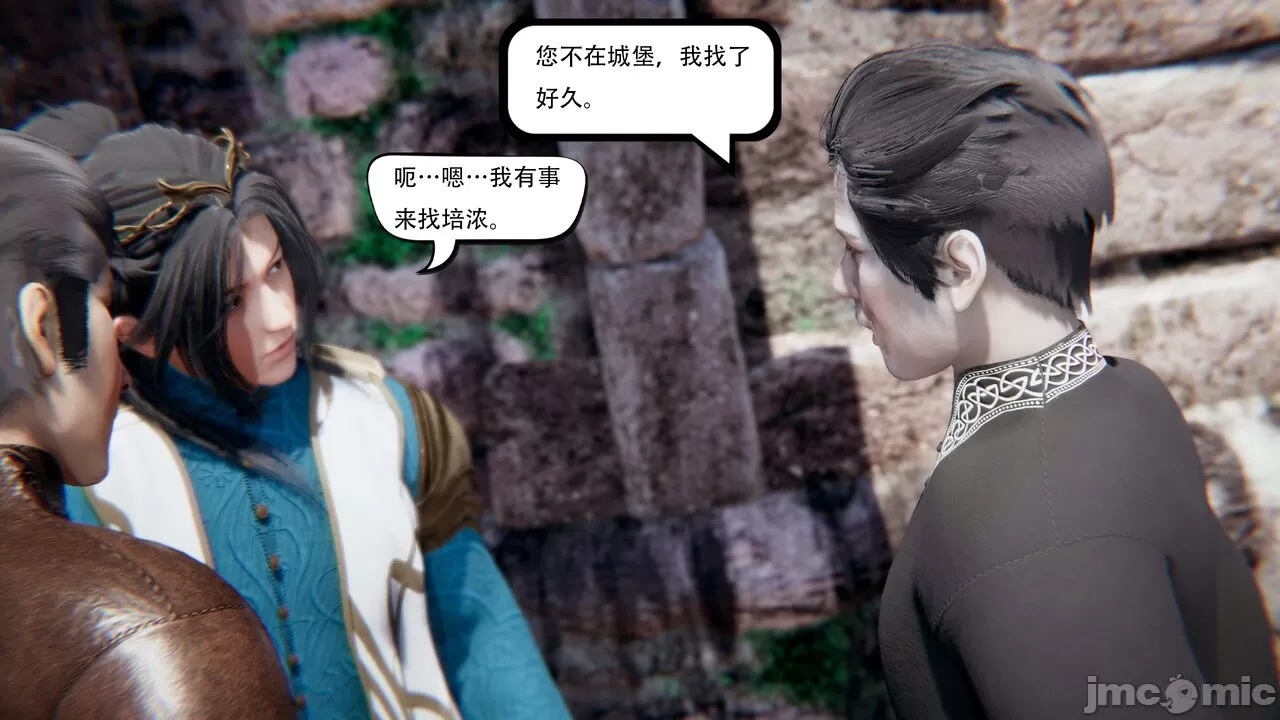 您不在城堡，我找了
好久。
呃…嗯…我有事
来找培浓。
jmcomic